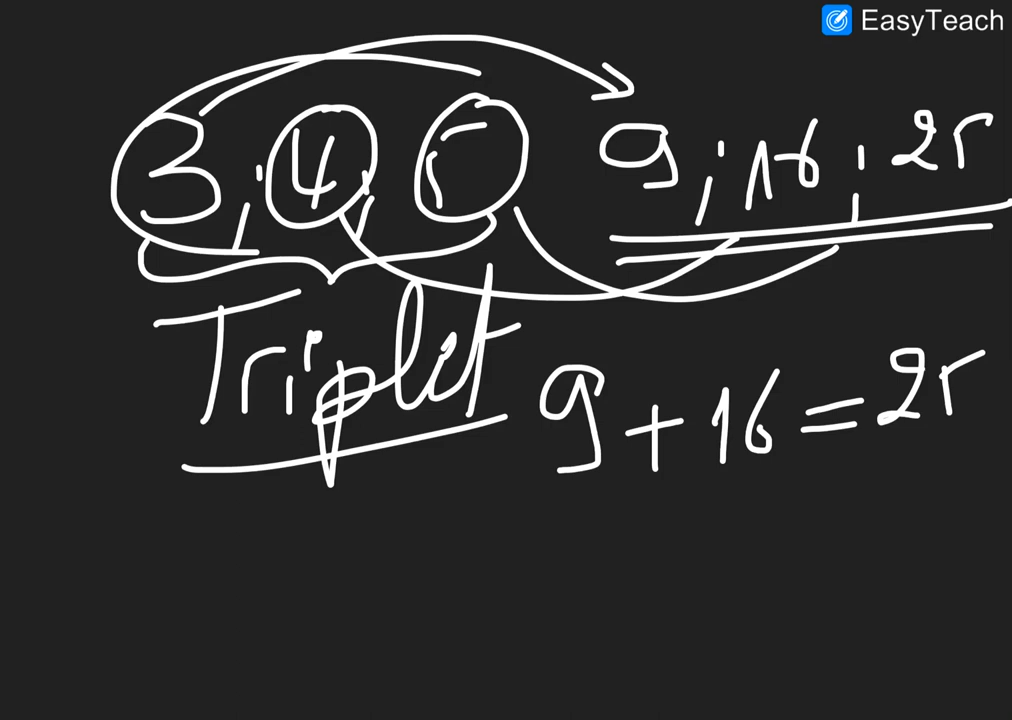 EasyTeach
3, 4, 5 9, 16, 25
Triplet
9 + 16 = 25